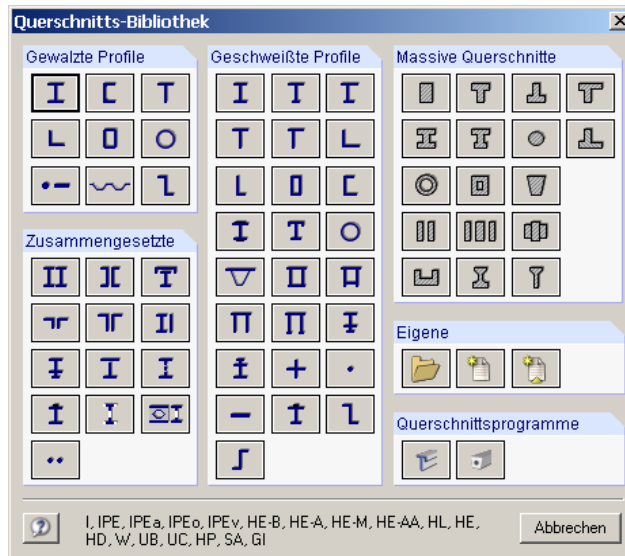 Querschnitts-Bibliothek
Gewalzte Profile
Geschweißte Profile
Massive Querschnitte
Zusammengesetzte
Eigene
Querschnittsprogramme
I, IPE, IPEa, IPEo, IPEv, HE-B, HE-A, HE-M, HE-AA, HL, HE,
HD, W, UB, UC, HP, SA, GI
Abbrechen